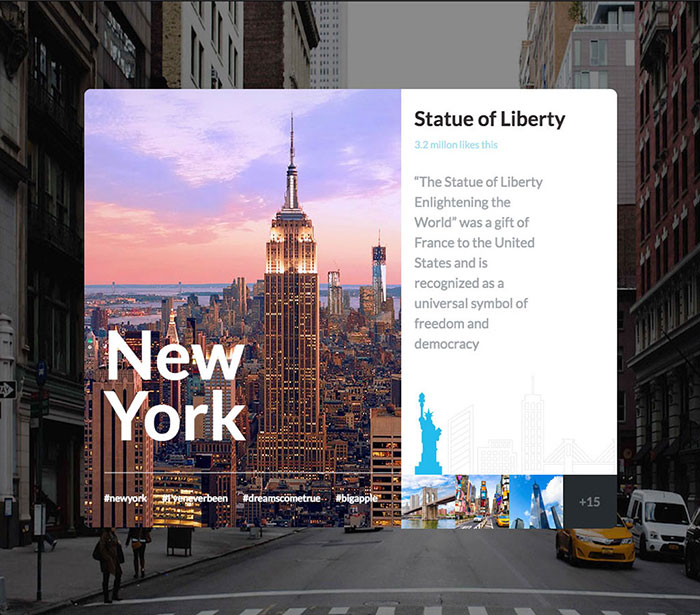 Statue of Liberty
3.2 millon likes this
“The Statue of Liberty
Enlightening the
World” was a gift of
France to the United
States and is
recognized as a
universal symbol of
freedom and
democracy
New
York
#newyork #I'veneverbeen #dreamscometrue #bigapple
+15